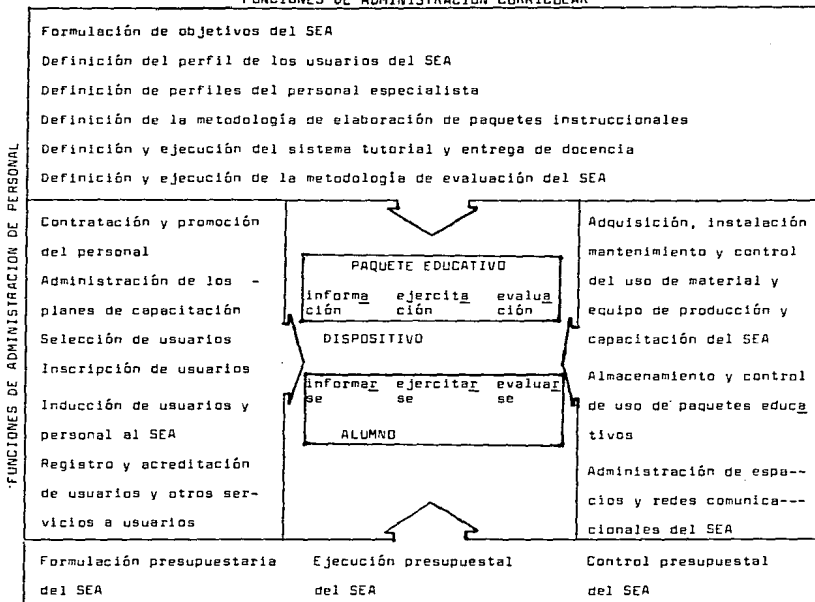 FUNCIONES DE ADMINISTRACION CURRICULAR
Formulación de objetivos del SEA
Definición del perfil de los usuarios del SEA
Definición de perfiles del personal especialista
Definición de la metodología de elaboración de paquetes instruccionales
Definición y ejecución del sistema tutorial y entrega de docencia
Definición y ejecución de la metodología de evaluación del SEA
FUNCIONES DE ADMINISTRACION DE PERSONAL
Contratación y promoción
del personal
Administración de los -
planes de capacitación
Selección de usuarios
Inscripción de usuarios
Inducción de usuarios y
personal al SEA
Registro y acreditación
de usuarios y otros ser-
vicios a usuarios
PAQUETE EDUCATIVO
informa ejercita evalua
ción ción ción
DISPOSITIVO
informar ejercitar evaluar
se se se
ALUMNO
Adquisición, instalación
mantenimiento y control
del uso de material y
equipo de producción y
capacitación del SEA
Almacenamiento y control
de uso de paquetes educa
tivos
Administración de espa--
cios y redes comunica---
cionales del SEA
Formulación presupuestaria
del SEA
Ejecución presupuestal
del SEA
Control presupuestal
del SEA